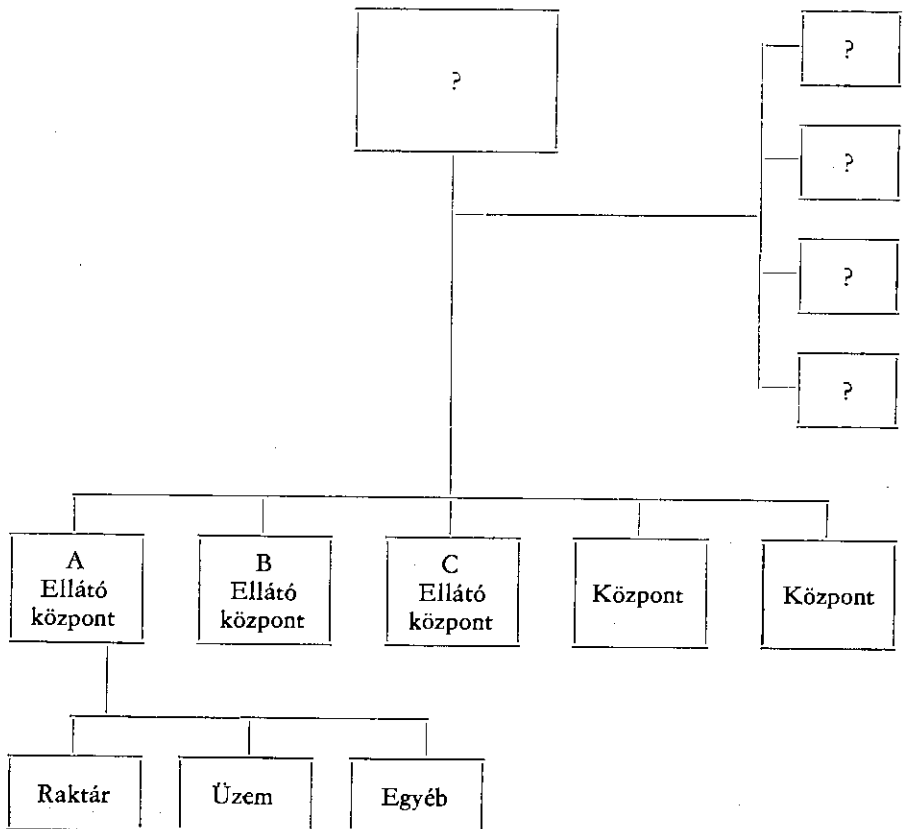 ?
?
?
?
?
A
Ellátó
központ
B
Ellátó
központ
C
Ellátó
központ
Központ
Központ
Raktár
Üzem
Egyéb